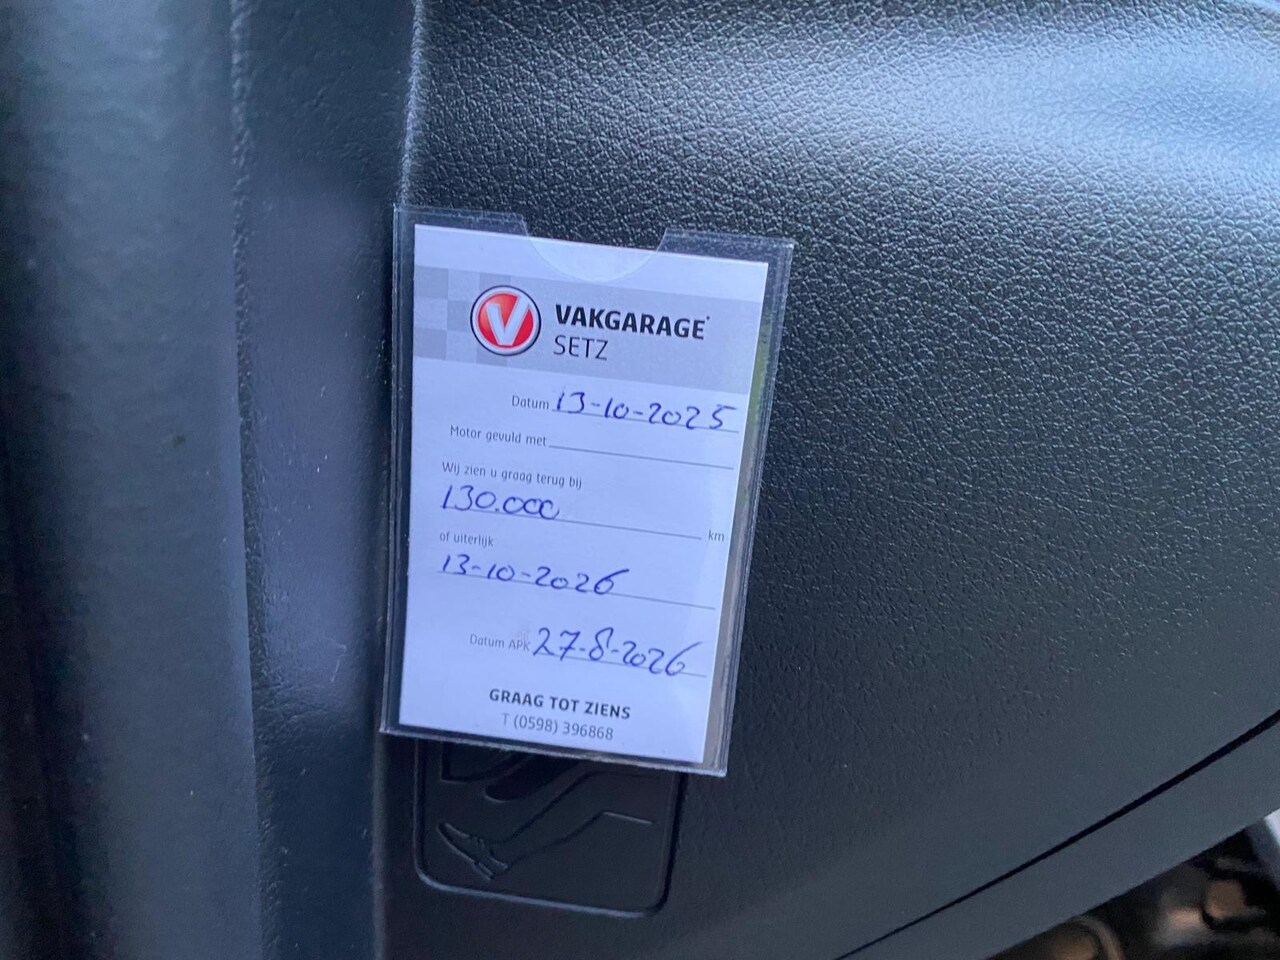 VAKGARAGE
SETZ
Datum 13-10-2025
Motor gevuld met
Wij zien u graag terug bij
130.000 km
of uiterlijk
13-10-2026
Datum APK 27-8-2026
GRAAG TOT ZIENS
T (0598) 396868